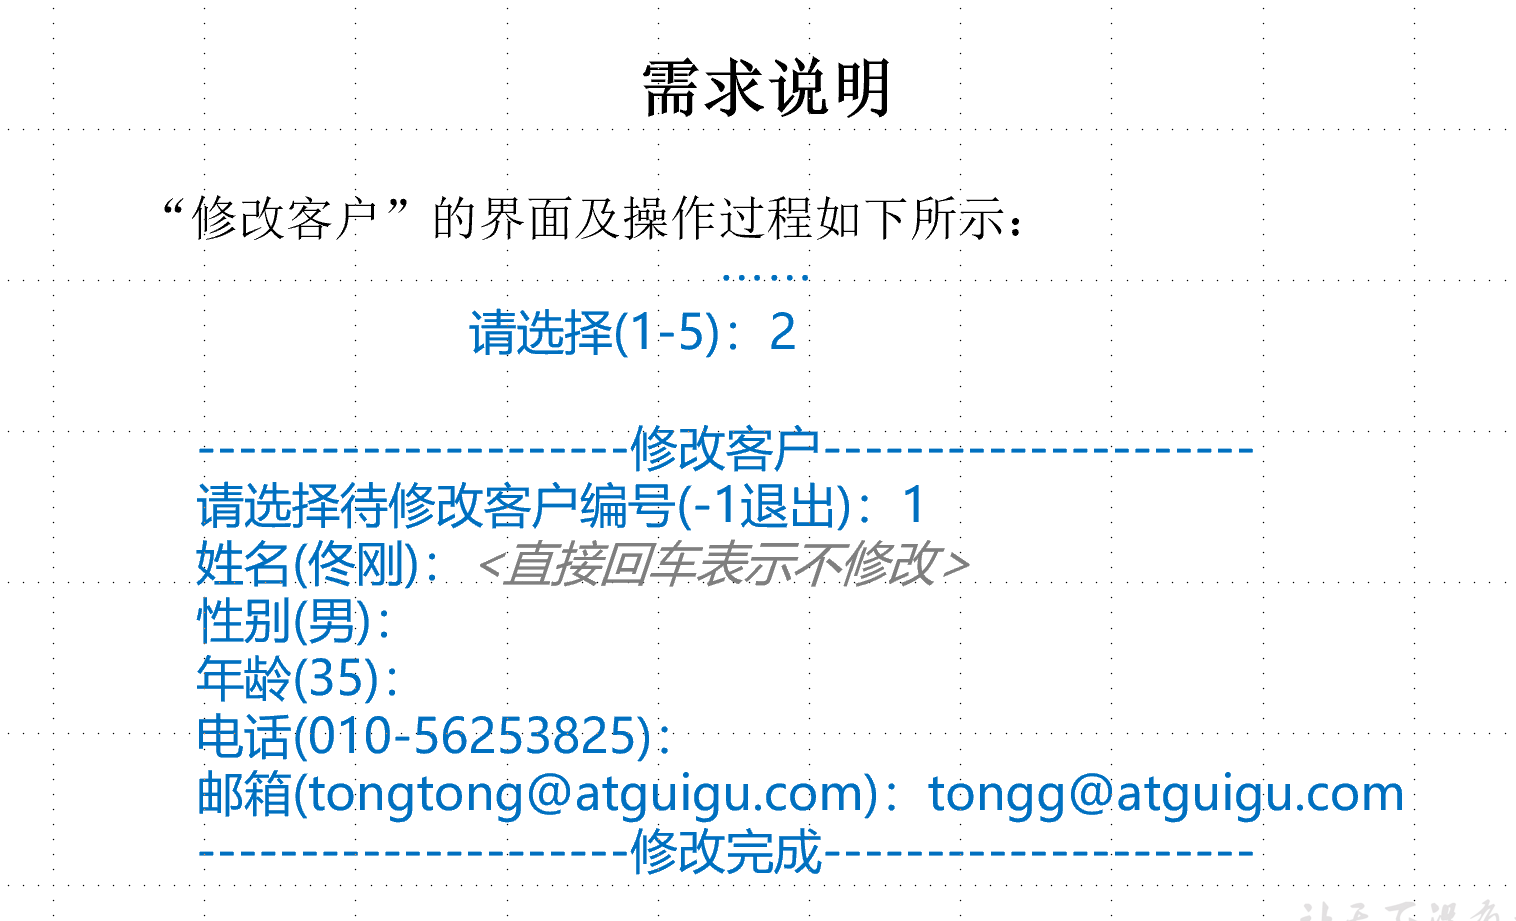 需求说明
“修改客户”的界面及操作过程如下所示：
……
请选择(1-5)：2
---------------------修改客户---------------------
请选择待修改客户编号(-1退出)：1
姓名(佟刚)：<直接回车表示不修改>
性别(男)：
年龄(35)：
电话(010-56253825)：
邮箱(tongtong@atguigu.com)：tongg@atguigu.com
---------------------修改完成---------------------